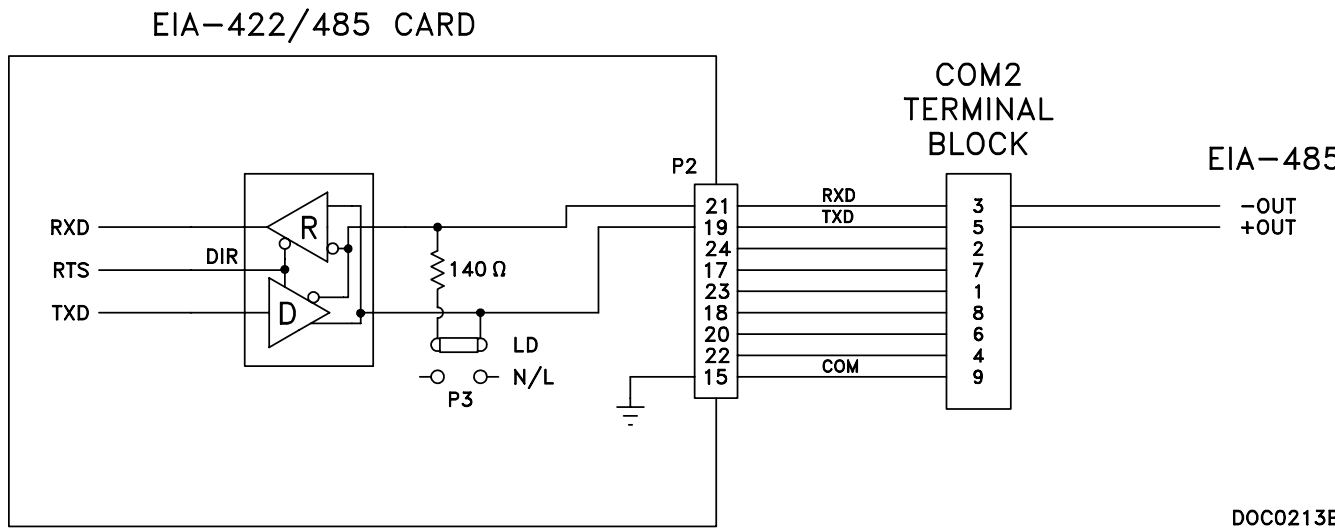 EIA-422/485 CARD
COM2
TERMINAL
BLOCK
EIA-485
P2
RXD
RTS
TXD
DIR
R
D
140 Ω
LD
N/L
P3
21 RXD 3 -OUT
19 TXD 5 +OUT
24 2
17 7
23 1
18 8
20 6
22 4
15 COM 9
DOC0213